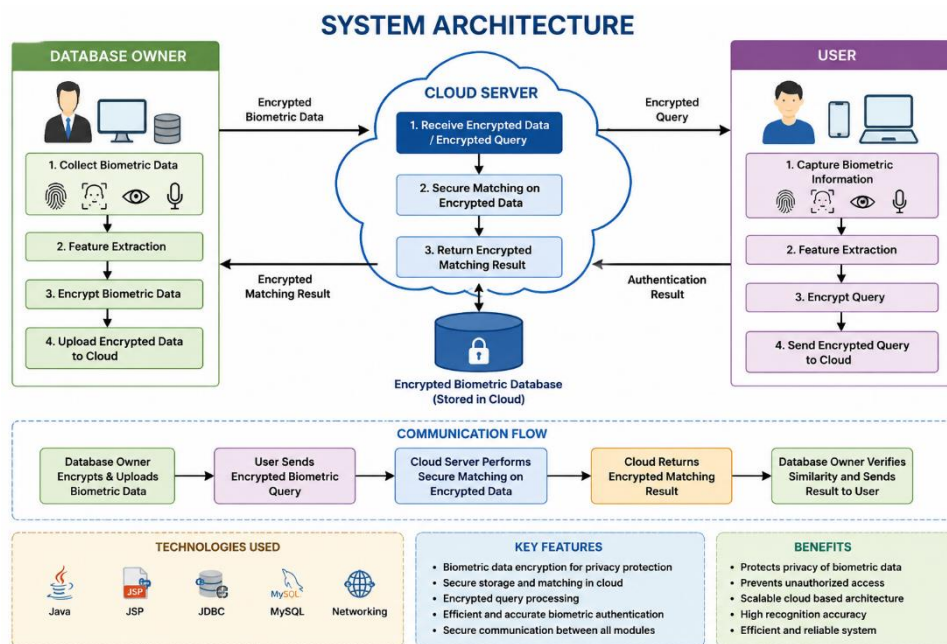 SYSTEM ARCHITECTURE
DATABASE OWNER
1. Collect Biometric Data
2. Feature Extraction
3. Encrypt Biometric Data
4. Upload Encrypted Data
to Cloud
Encrypted
Biometric Data
Encrypted
Matching Result
CLOUD SERVER
1. Receive Encrypted Data
/ Encrypted Query
2. Secure Matching on
Encrypted Data
3. Return Encrypted
Matching Result
Encrypted Biometric Database
(Stored in Cloud)
Encrypted
Query
Authentication
Result
USER
1. Capture Biometric
Information
2. Feature Extraction
3. Encrypt Query
4. Send Encrypted Query
to Cloud
COMMUNICATION FLOW
Database Owner
Encrypts & Uploads
Biometric Data
User Sends
Encrypted Biometric
Query
Cloud Server Performs
Secure Matching on
Encrypted Data
Cloud Returns
Encrypted Matching
Result
Database Owner Verifies
Similarity and Sends
Result to User
TECHNOLOGIES USED
Java
JSP
JSP
JDBC
MySQL
MySQL
Networking
KEY FEATURES
• Biometric data encryption for privacy protection
• Secure storage and matching in cloud
• Encrypted query processing
• Efficient and accurate biometric authentication
• Secure communication between all modules
BENEFITS
• Protects privacy of biometric data
• Prevents unauthorized access
• Scalable cloud based architecture
• High recognition accuracy
• Efficient and reliable system